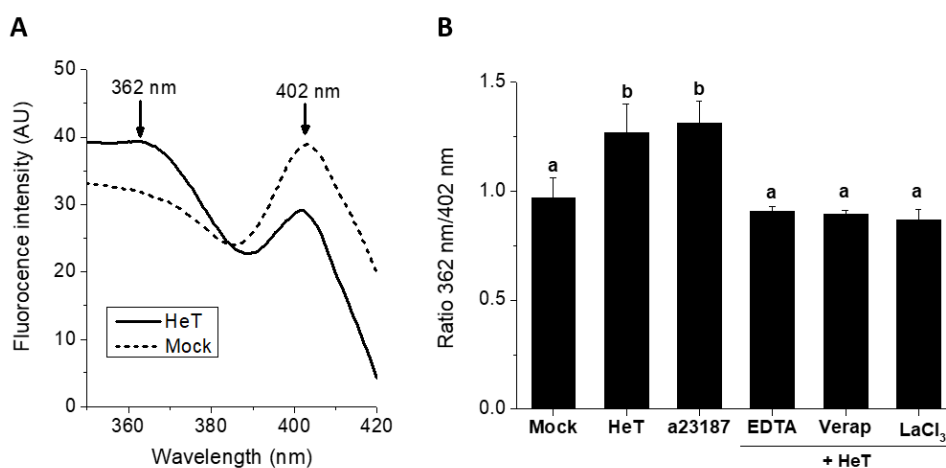 A
Fluorocence intensity (AU)
50
40
30
20
10
0
362 nm
402 nm
HeT
Mock
360
380
400
420
Wavelength (nm)
B
Ratio 362 nm/402 nm
1.5
1.0
0.5
0.0
a
b
b
a
a
a
Mock
HeT
a23187
EDTA
Verap
LaCl₃
+ HeT